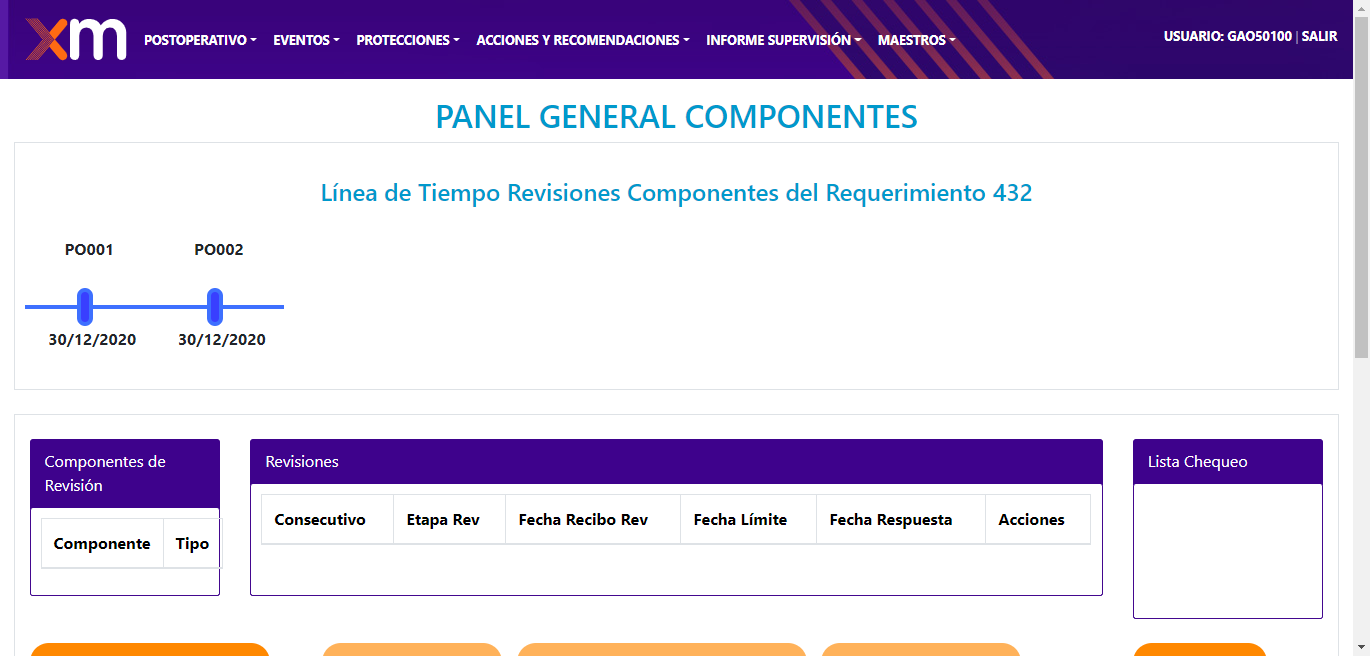 xm
POSTOPERATIVO EVENTOS PROTECCIONES ACCIONES Y RECOMENDACIONES INFORME SUPERVISIÓN MAESTROS USUARIO: GAO50100 | SALIR
PANEL GENERAL COMPONENTES
Línea de Tiempo Revisiones Componentes del Requerimiento 432
PO001 PO002
30/12/2020 30/12/2020
Componentes de
Revisión
Componente Tipo
Revisiones
Consecutivo Etapa Rev Fecha Recibo Rev Fecha Límite Fecha Respuesta Acciones
Lista Chequeo